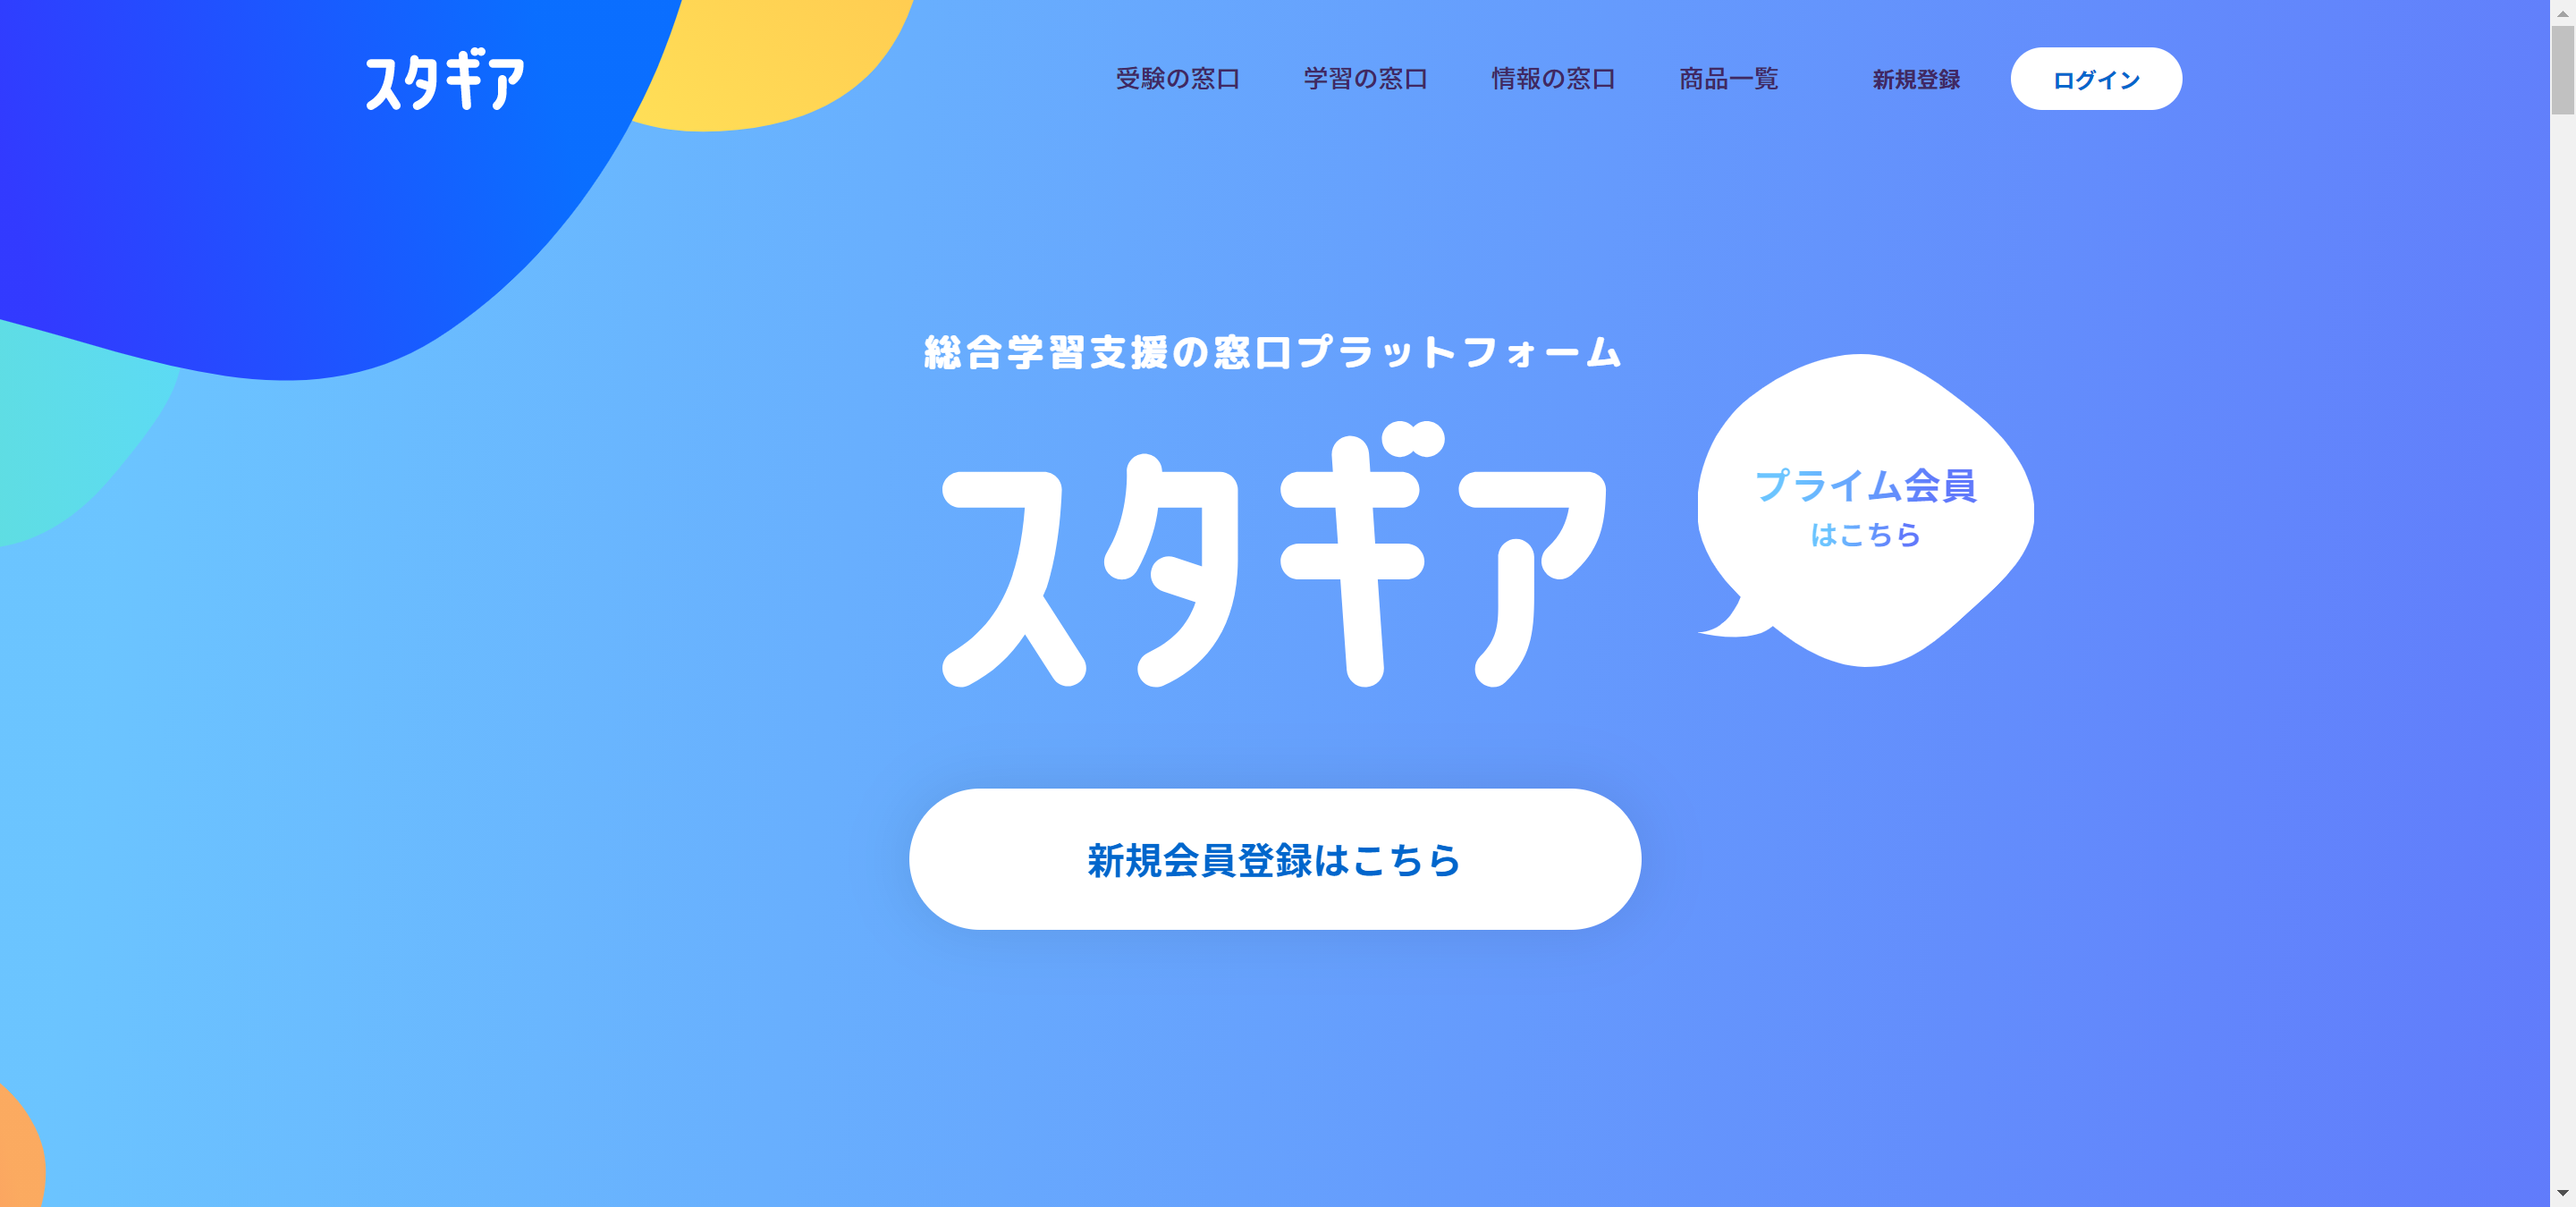 スタギア
受験の窓口 学習の窓口 情報の窓口 商品一覧 新規登録 ログイン
総合学習支援の窓口プラットフォーム
スタギア
プライム会員
はこちら
新規会員登録はこちら